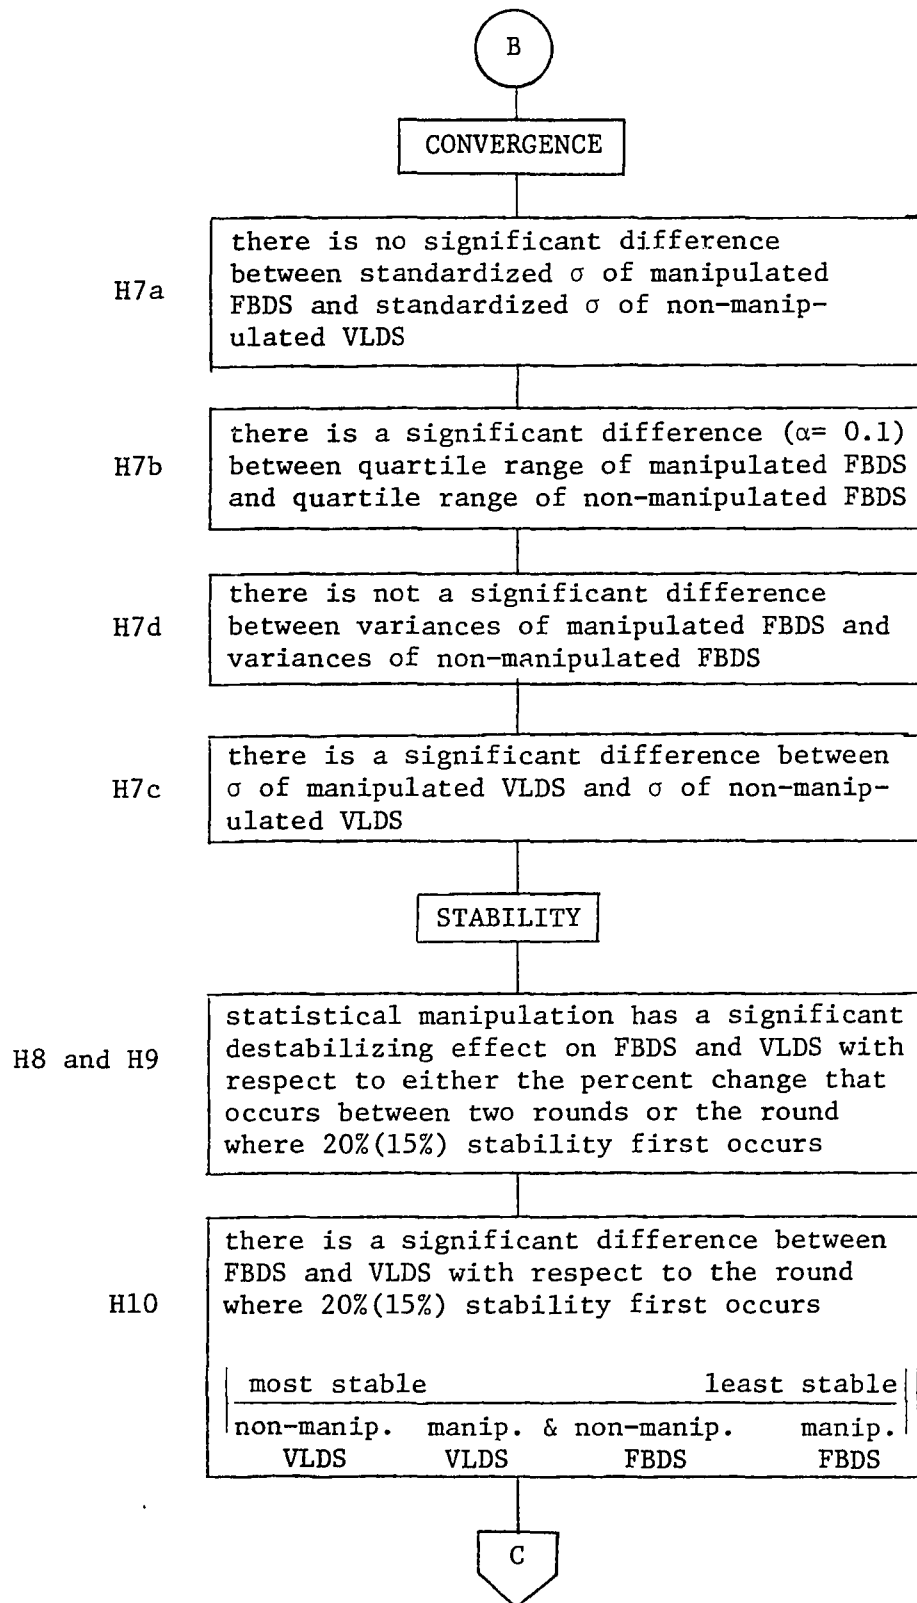 B
CONVERGENCE
H7a
there is no significant difference
between standardized σ of manipulated
FBDS and standardized σ of non-manip-
ulated VLDS
H7b
there is a significant difference (α= 0.1)
between quartile range of manipulated FBDS
and quartile range of non-manipulated FBDS
H7d
there is not a significant difference
between variances of manipulated FBDS and
variances of non-manipulated FBDS
H7c
there is a significant difference between
σ of manipulated VLDS and σ of non-manip-
ulated VLDS
STABILITY
H8 and H9
statistical manipulation has a significant
destabilizing effect on FBDS and VLDS with
respect to either the percent change that
occurs between two rounds or the round
where 20%(15%) stability first occurs
H10
there is a significant difference between
FBDS and VLDS with respect to the round
where 20%(15%) stability first occurs
most stable least stable
non-manip. manip. & non-manip. manip.
VLDS VLDS FBDS FBDS
C